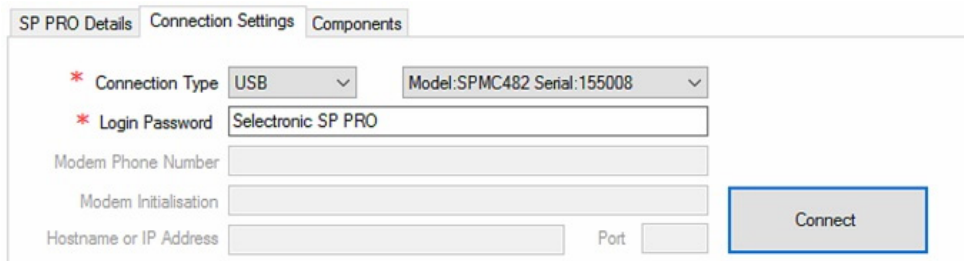 SP PRO Details Connection Settings Components
* Connection Type USB Model:SPMC482 Serial:155008
* Login Password Selectronic SP PRO
Modem Phone Number
Modem Initialisation
Connect
Hostname or IP Address Port